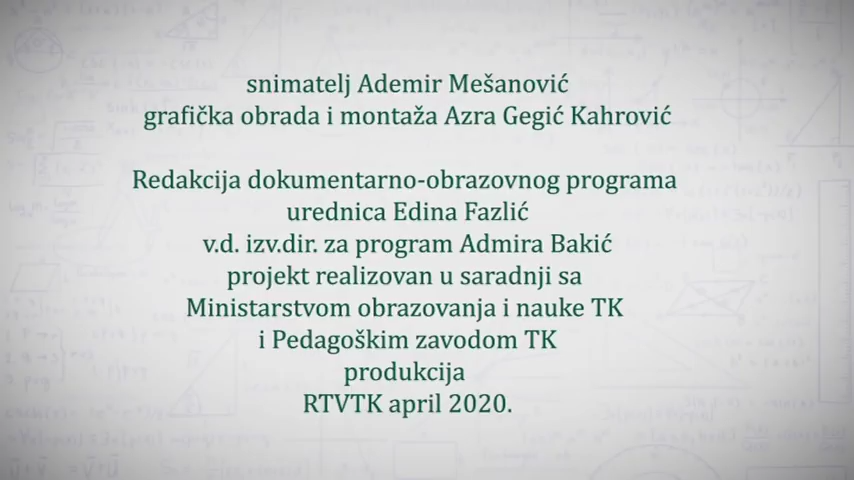 snimatelj Ademir Mešanović
grafička obrada i montaža Azra Gegić Kahrović
Redakcija dokumentarno-obrazovnog programa
urednica Edina Fazlić
v.d. izv.dir. za program Admira Bakić
projekt realizovan u saradnji sa
Ministarstvom obrazovanja i nauke TK
i Pedagoškim zavodom TK
produkcija
RTVTK april 2020.